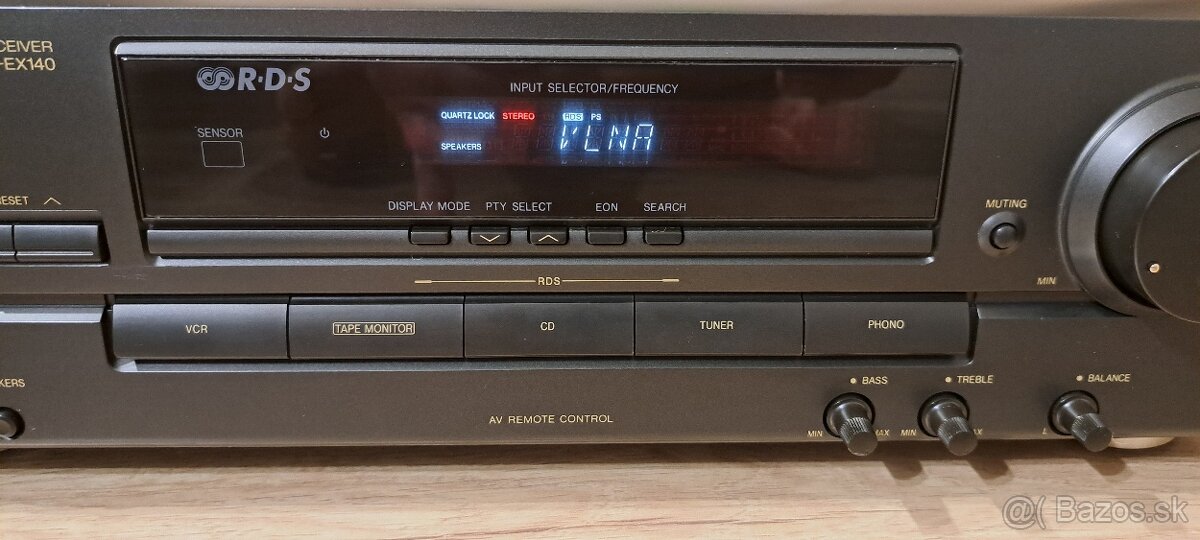 CEIVER
-EX140
R·D·S
INPUT SELECTOR/FREQUENCY
QUARTZ LOCK STEREO RDS PS
SPEAKERS VLNA
SENSOR
DISPLAY MODE PTY SELECT EON SEARCH
RDS
ESET
MUTING
MIN
VCR TAPE MONITOR CD TUNER PHONO
KERS
AV REMOTE CONTROL
BASS TREBLE BALANCE
MIN MAX MIN MAX L
@( Bazos.sk